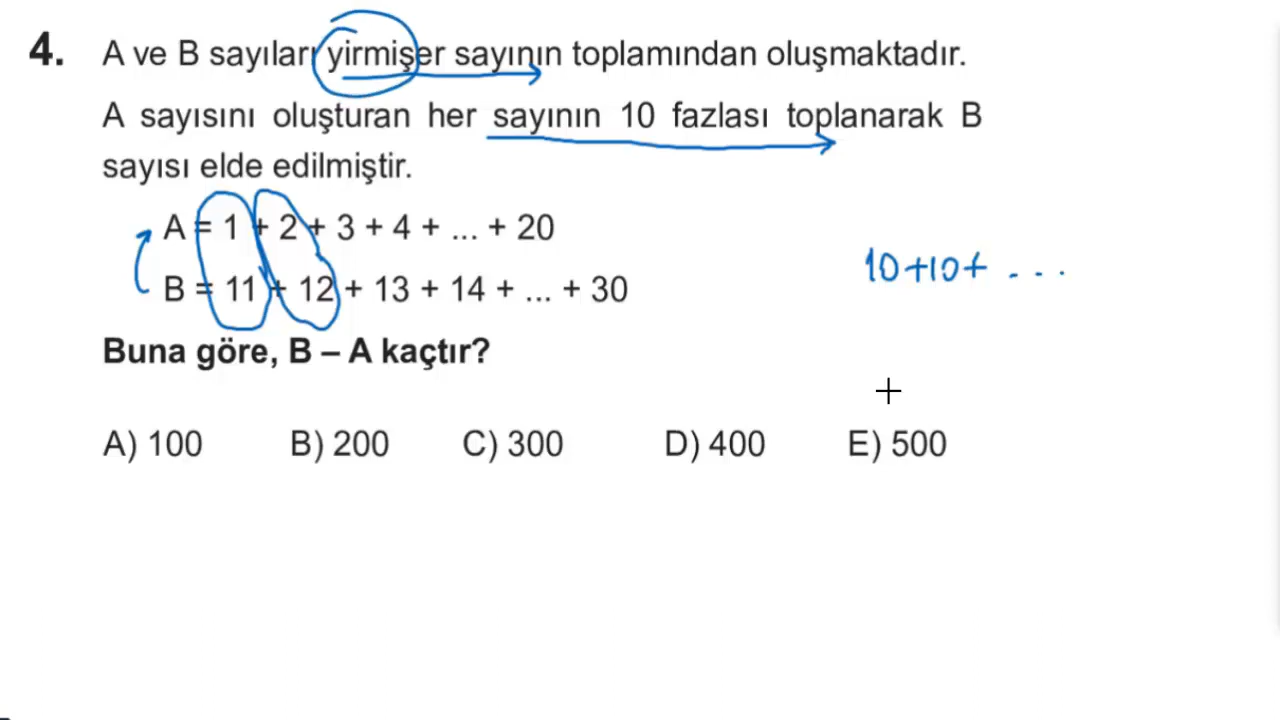 4. A ve B sayıları yirmişer sayının toplamından oluşmaktadır.
A sayısını oluşturan her sayının 10 fazlası toplanarak B
sayısı elde edilmiştir.
A = 1 + 2 + 3 + 4 + ... + 20
B = 11 + 12 + 13 + 14 + ... + 30
10+10+ ...
Buna göre, B – A kaçtır?
A) 100 B) 200 C) 300 D) 400 E) 500